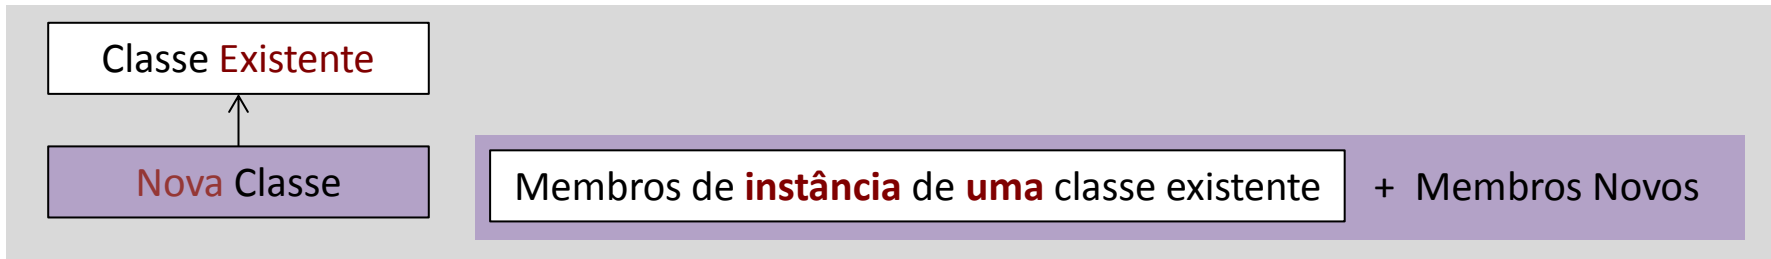 Classe Existente
Nova Classe
Membros de instância de uma classe existente + Membros Novos